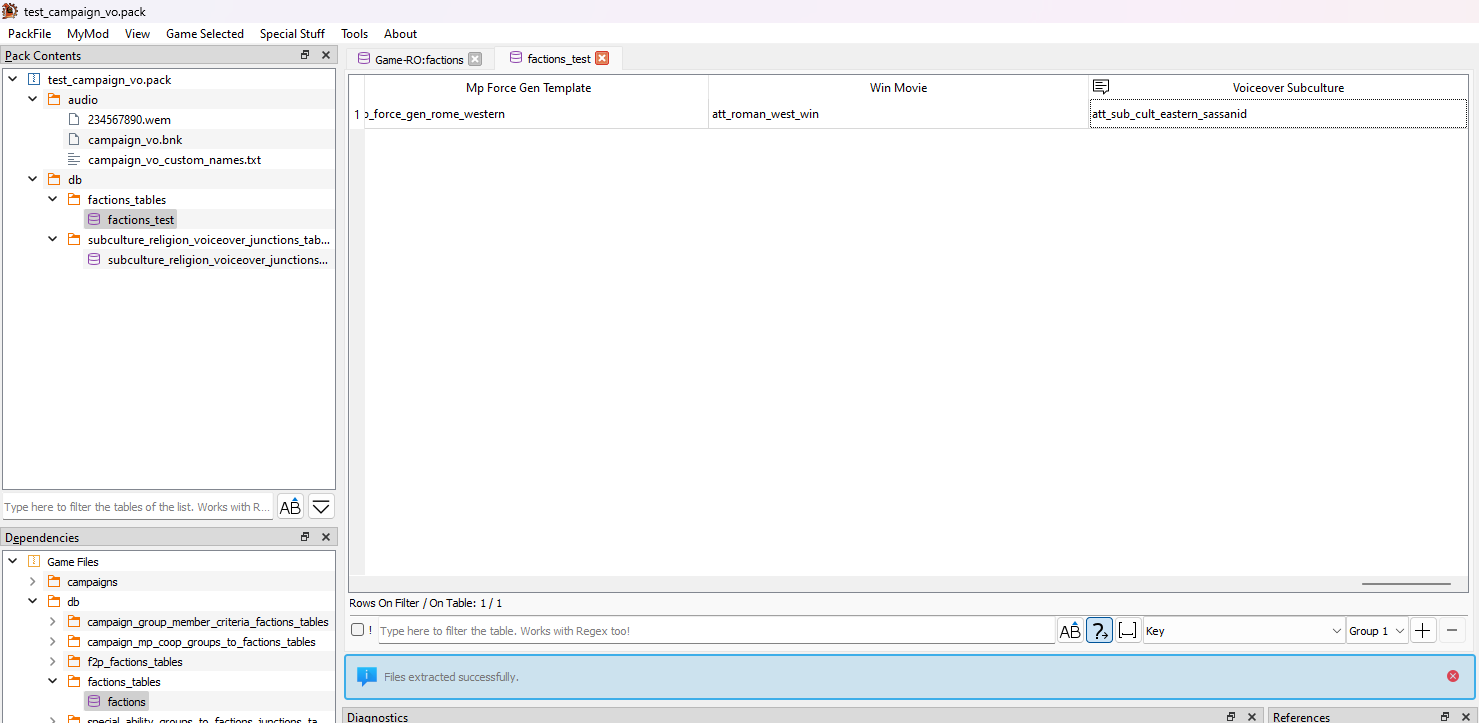 test_campaign_vo.pack
PackFile MyMod View Game Selected Special Stuff Tools About
Pack Contents
test_campaign_vo.pack
audio
234567890.wem
campaign_vo.bnk
campaign_vo_custom_names.txt
db
factions_tables
factions_test
subculture_religion_voiceover_junctions_tab...
subculture_religion_voiceover_junctions...
Type here to filter the tables of the list. Works with R...
AB
Dependencies
Game Files
campaigns
db
campaign_group_member_criteria_factions_tables
campaign_mp_coop_groups_to_factions_tables
f2p_factions_tables
factions_tables
factions
special_ability_groups_to_factions_junctions_ta...
Game-RO:factions factions_test
Mp Force Gen Template Win Movie Voiceover Subculture
1 p_force_gen_rome_western att_roman_west_win att_sub_cult_eastern_sassanid
Rows On Filter / On Table: 1 / 1
! Type here to filter the table. Works with Regex too! AB Key Group 1
Files extracted successfully.
Diagnostics
References